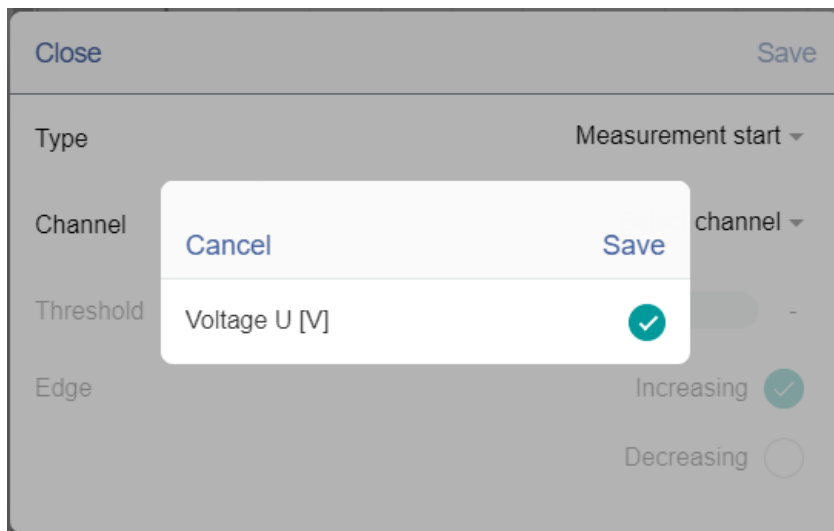 Close Save
Type Measurement start
Channel channel
Cancel Save
Threshold -
Voltage U [V]
Edge Increasing
Decreasing